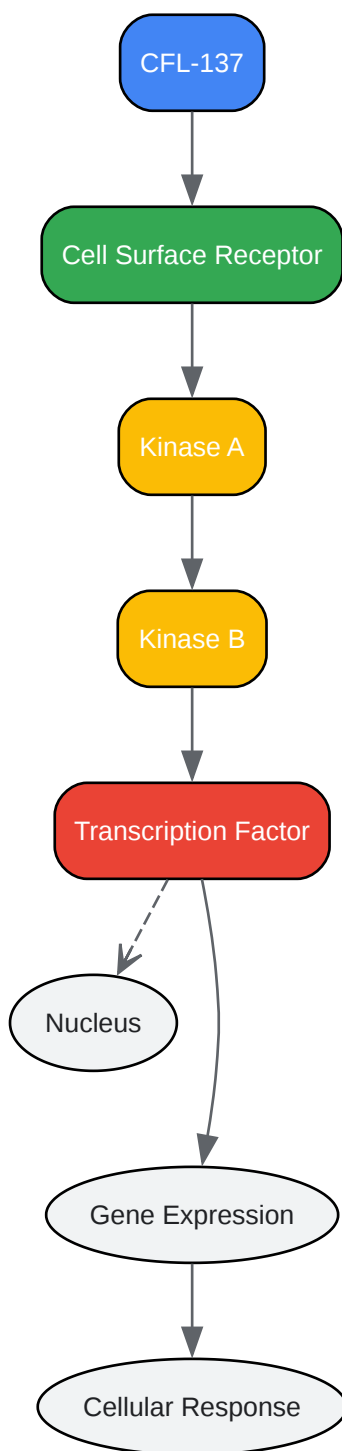 CFL-137
Cell Surface Receptor
Kinase A
Kinase B
Transcription Factor
Nucleus
Gene Expression
Cellular Response